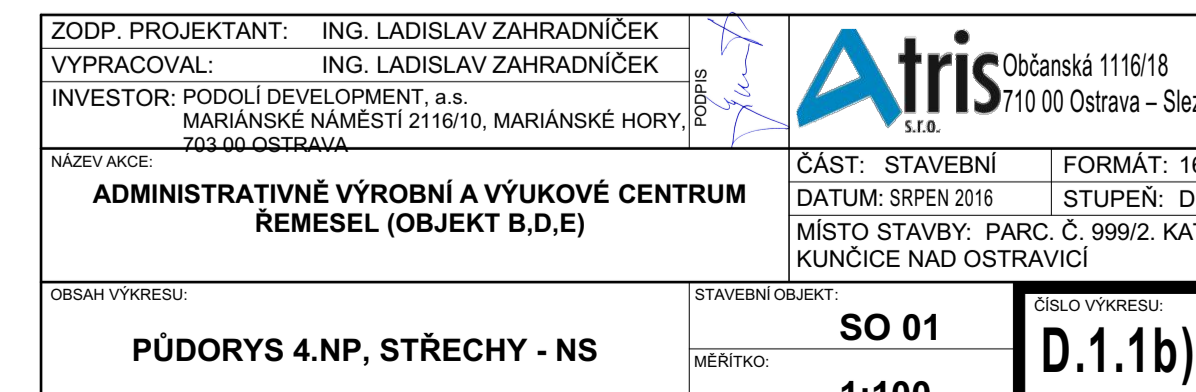 ZODP. PROJEKTANT: ING. LADISLAV ZAHRADNÍČEK
VYPRACOVAL: ING. LADISLAV ZAHRADNÍČEK
INVESTOR: PODOLÍ DEVELOPMENT, a.s.
MARIÁNSKÉ NÁMĚSTÍ 2116/10, MARIÁNSKÉ HORY,
703 00 OSTRAVA
PODPIS
Atris
s.r.o.
Občanská 1116/18
710 00 Ostrava – Slez
NÁZEV AKCE:
ADMINISTRATIVNĚ VÝROBNÍ A VÝUKOVÉ CENTRUM
ŘEMESEL (OBJEKT B,D,E)
ČÁST: STAVEBNÍ
FORMÁT: 16
DATUM: SRPEN 2016
STUPEŇ: D
MÍSTO STAVBY: PARC. Č. 999/2. KAT
KUNČICE NAD OSTRAVICÍ
OBSAH VÝKRESU:
PŮDORYS 4.NP, STŘECHY - NS
STAVEBNÍ OBJEKT:
SO 01
MĚŘÍTKO:
1:100
ČÍSLO VÝKRESU:
D.1.1b)